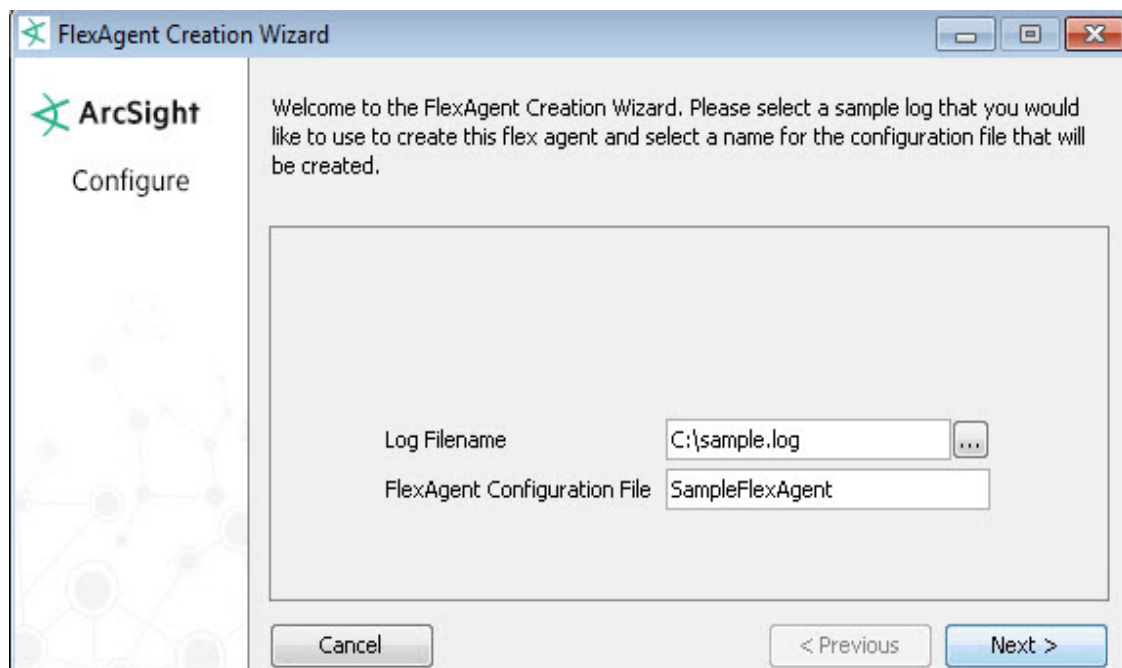 FlexAgent Creation Wizard
ArcSight
Configure
Welcome to the FlexAgent Creation Wizard. Please select a sample log that you would
like to use to create this flex agent and select a name for the configuration file that will
be created.
Log Filename C:\sample.log ...
FlexAgent Configuration File SampleFlexAgent
Cancel < Previous Next >